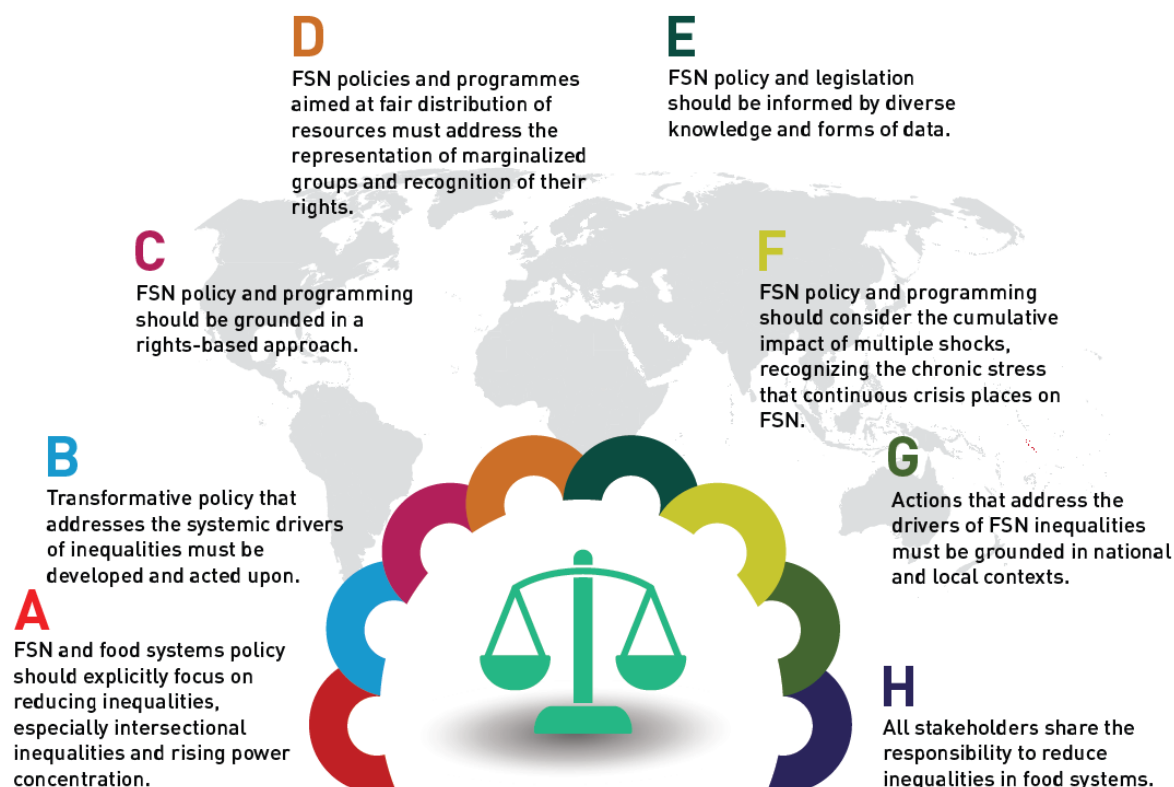 A
FSN and food systems policy
should explicitly focus on
reducing inequalities,
especially intersectional
inequalities and rising power
concentration.
B
Transformative policy that
addresses the systemic drivers
of inequalities must be
developed and acted upon.
C
FSN policy and programming
should be grounded in a
rights-based approach.
D
FSN policies and programmes
aimed at fair distribution of
resources must address the
representation of marginalized
groups and recognition of their
rights.
E
FSN policy and legislation
should be informed by diverse
knowledge and forms of data.
F
FSN policy and programming
should consider the cumulative
impact of multiple shocks,
recognizing the chronic stress
that continuous crisis places on
FSN.
G
Actions that address the
drivers of FSN inequalities
must be grounded in national
and local contexts.
H
All stakeholders share the
responsibility to reduce
inequalities in food systems.